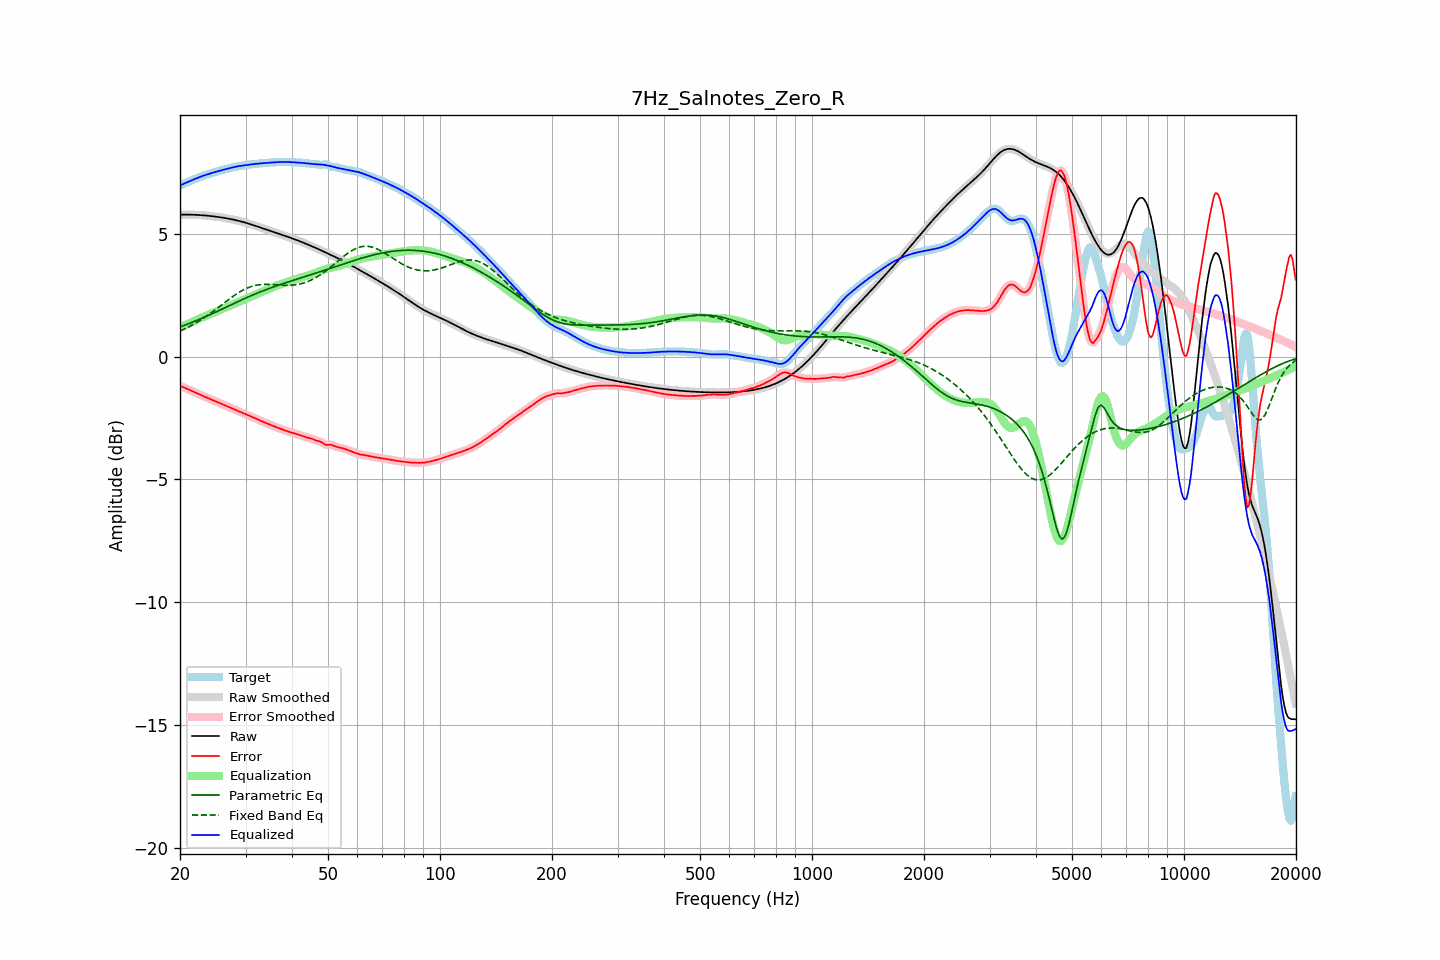 7Hz_Salnotes_Zero_R
5
0
−5
−10
−15
−20
Amplitude (dBr)
Target
Raw Smoothed
Error Smoothed
Raw
Error
Equalization
Parametric Eq
Fixed Band Eq
Equalized
20 50 100 200 500 1000 2000 5000 10000 20000
Frequency (Hz)